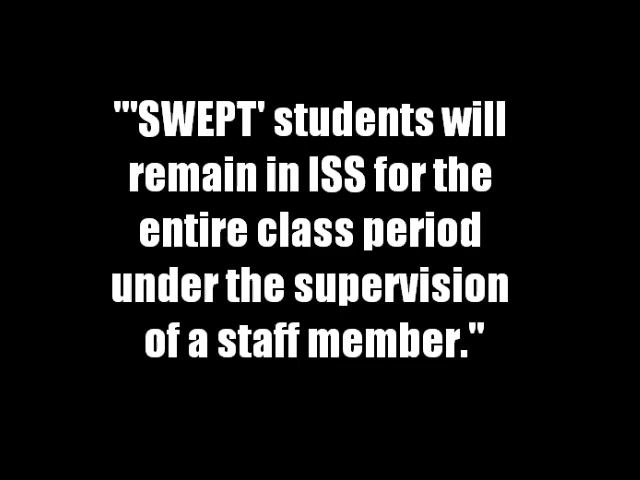 "'SWEPT' students will
remain in ISS for the
entire class period
under the supervision
of a staff member."